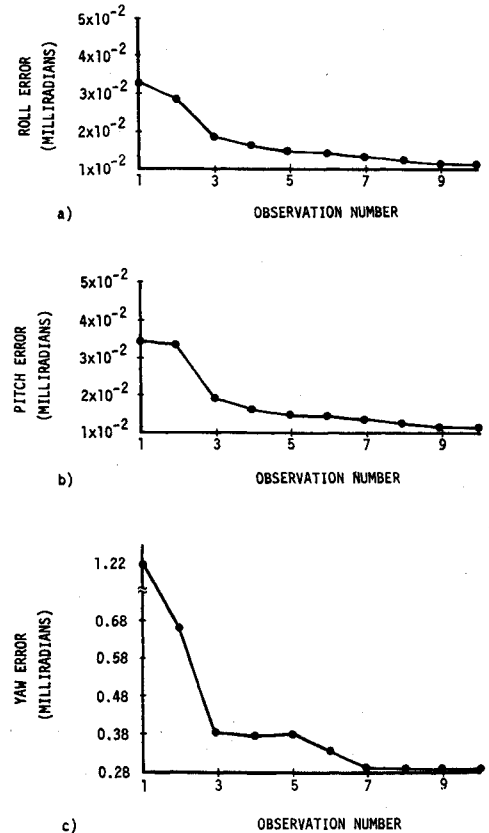 ROLL ERROR
(MILLIRADIANS)
5x10⁻²
4x10⁻²
3x10⁻²
2x10⁻²
1x10⁻²
1 3 5 7 9
a) OBSERVATION NUMBER
PITCH ERROR
(MILLIRADIANS)
5x10⁻²
4x10⁻²
3x10⁻²
2x10⁻²
1x10⁻²
1 3 5 7 9
b) OBSERVATION NUMBER
YAW ERROR
(MILLIRADIANS)
1.22
0.68
0.58
0.48
0.38
0.28
1 3 5 7 9
c) OBSERVATION NUMBER